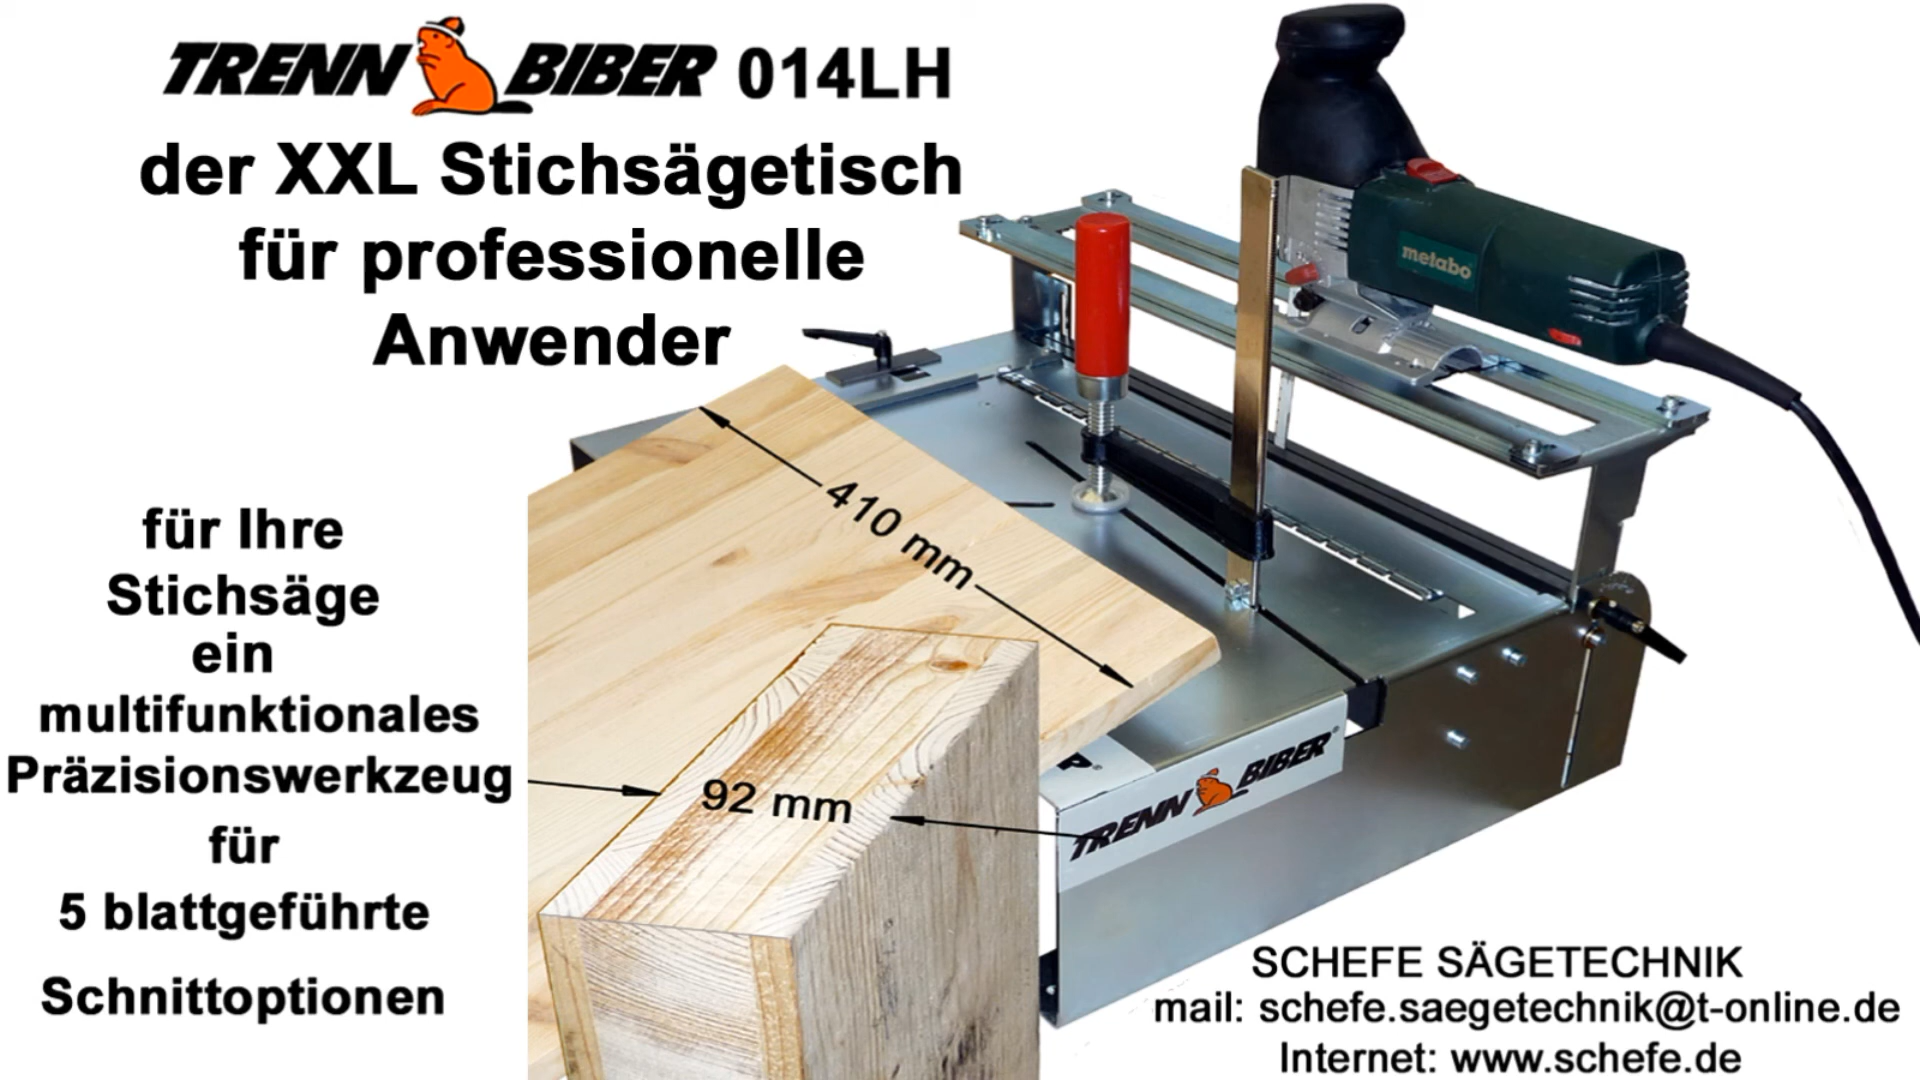 TRENN BIBER 014LH
der XXL Stichsägetisch
für professionelle
Anwender
metabo
410 mm
für Ihre
Stichsäge
ein
multifunktionales
Präzisionswerkzeug
für
5 blattgeführte
Schnittoptionen
92 mm
P®
TRENN BIBER®
SCHEFE SÄGETECHNIK
mail: schefe.saegetechnik@t-online.de
Internet: www.schefe.de